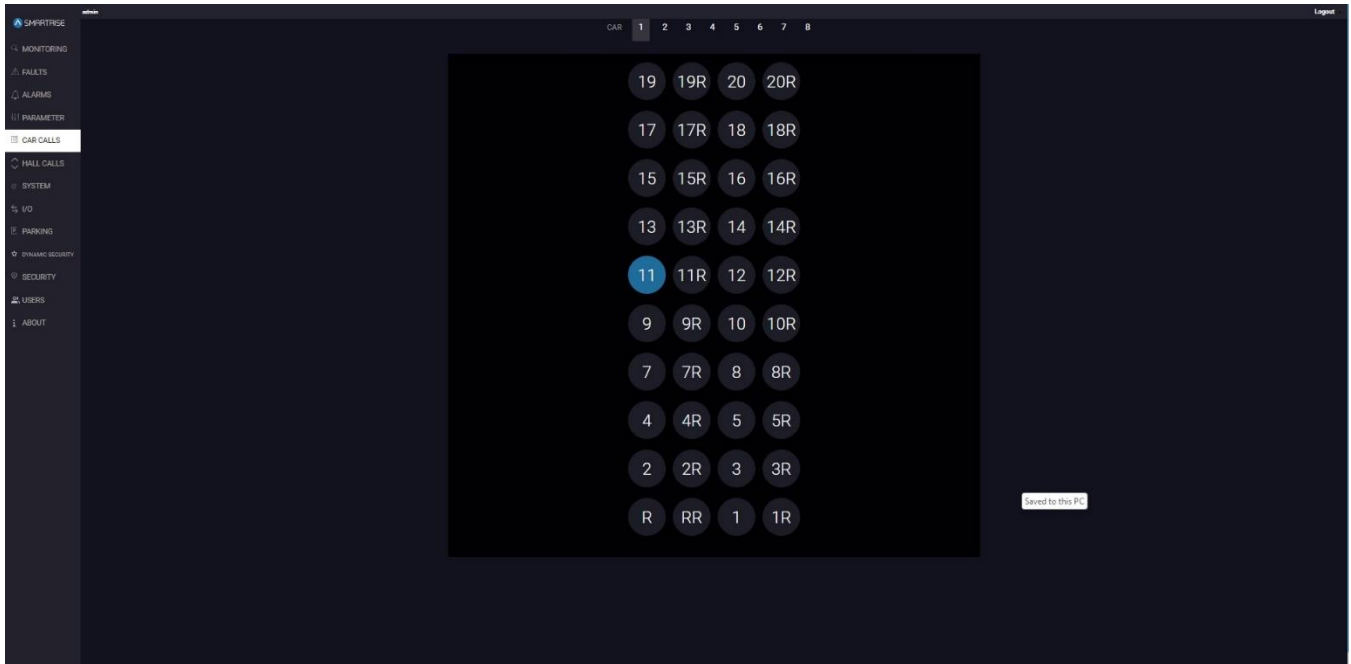 admin
Logout
SMARTRISE
CAR 1 2 3 4 5 6 7 8
MONITORING
FAULTS
ALARMS
PARAMETER
CAR CALLS
HALL CALLS
SYSTEM
I/O
PARKING
DYNAMIC SECURITY
SECURITY
USERS
ABOUT
19 19R 20 20R
17 17R 18 18R
15 15R 16 16R
13 13R 14 14R
11 11R 12 12R
9 9R 10 10R
7 7R 8 8R
4 4R 5 5R
2 2R 3 3R
R RR 1 1R
Saved to this PC